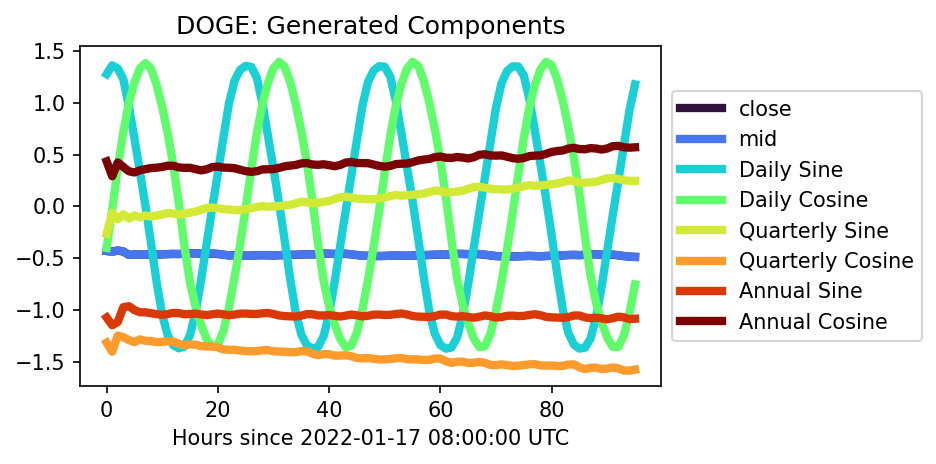 DOGE: Generated Components
1.5
1.0
0.5
0.0
−0.5
−1.0
−1.5
0
20
40
60
80
Hours since 2022-01-17 08:00:00 UTC
close
mid
Daily Sine
Daily Cosine
Quarterly Sine
Quarterly Cosine
Annual Sine
Annual Cosine